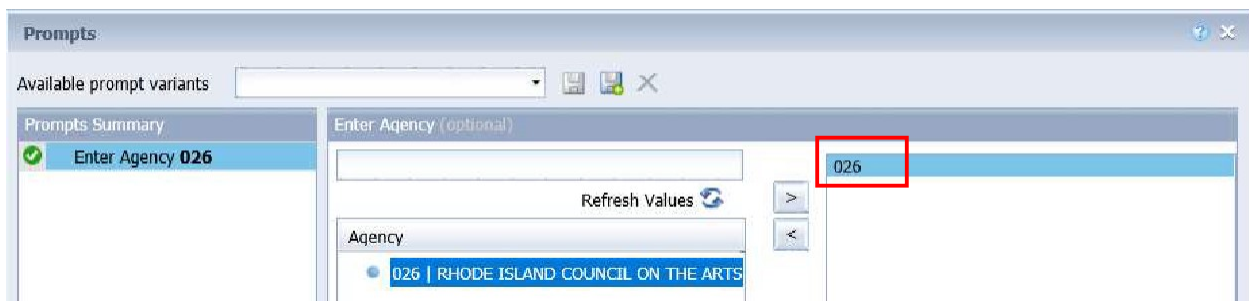 Prompts
Available prompt variants
Prompts Summary
Enter Agency (optional)
Enter Agency 026
026
Refresh Values
>
Agency
<
026 | RHODE ISLAND COUNCIL ON THE ARTS